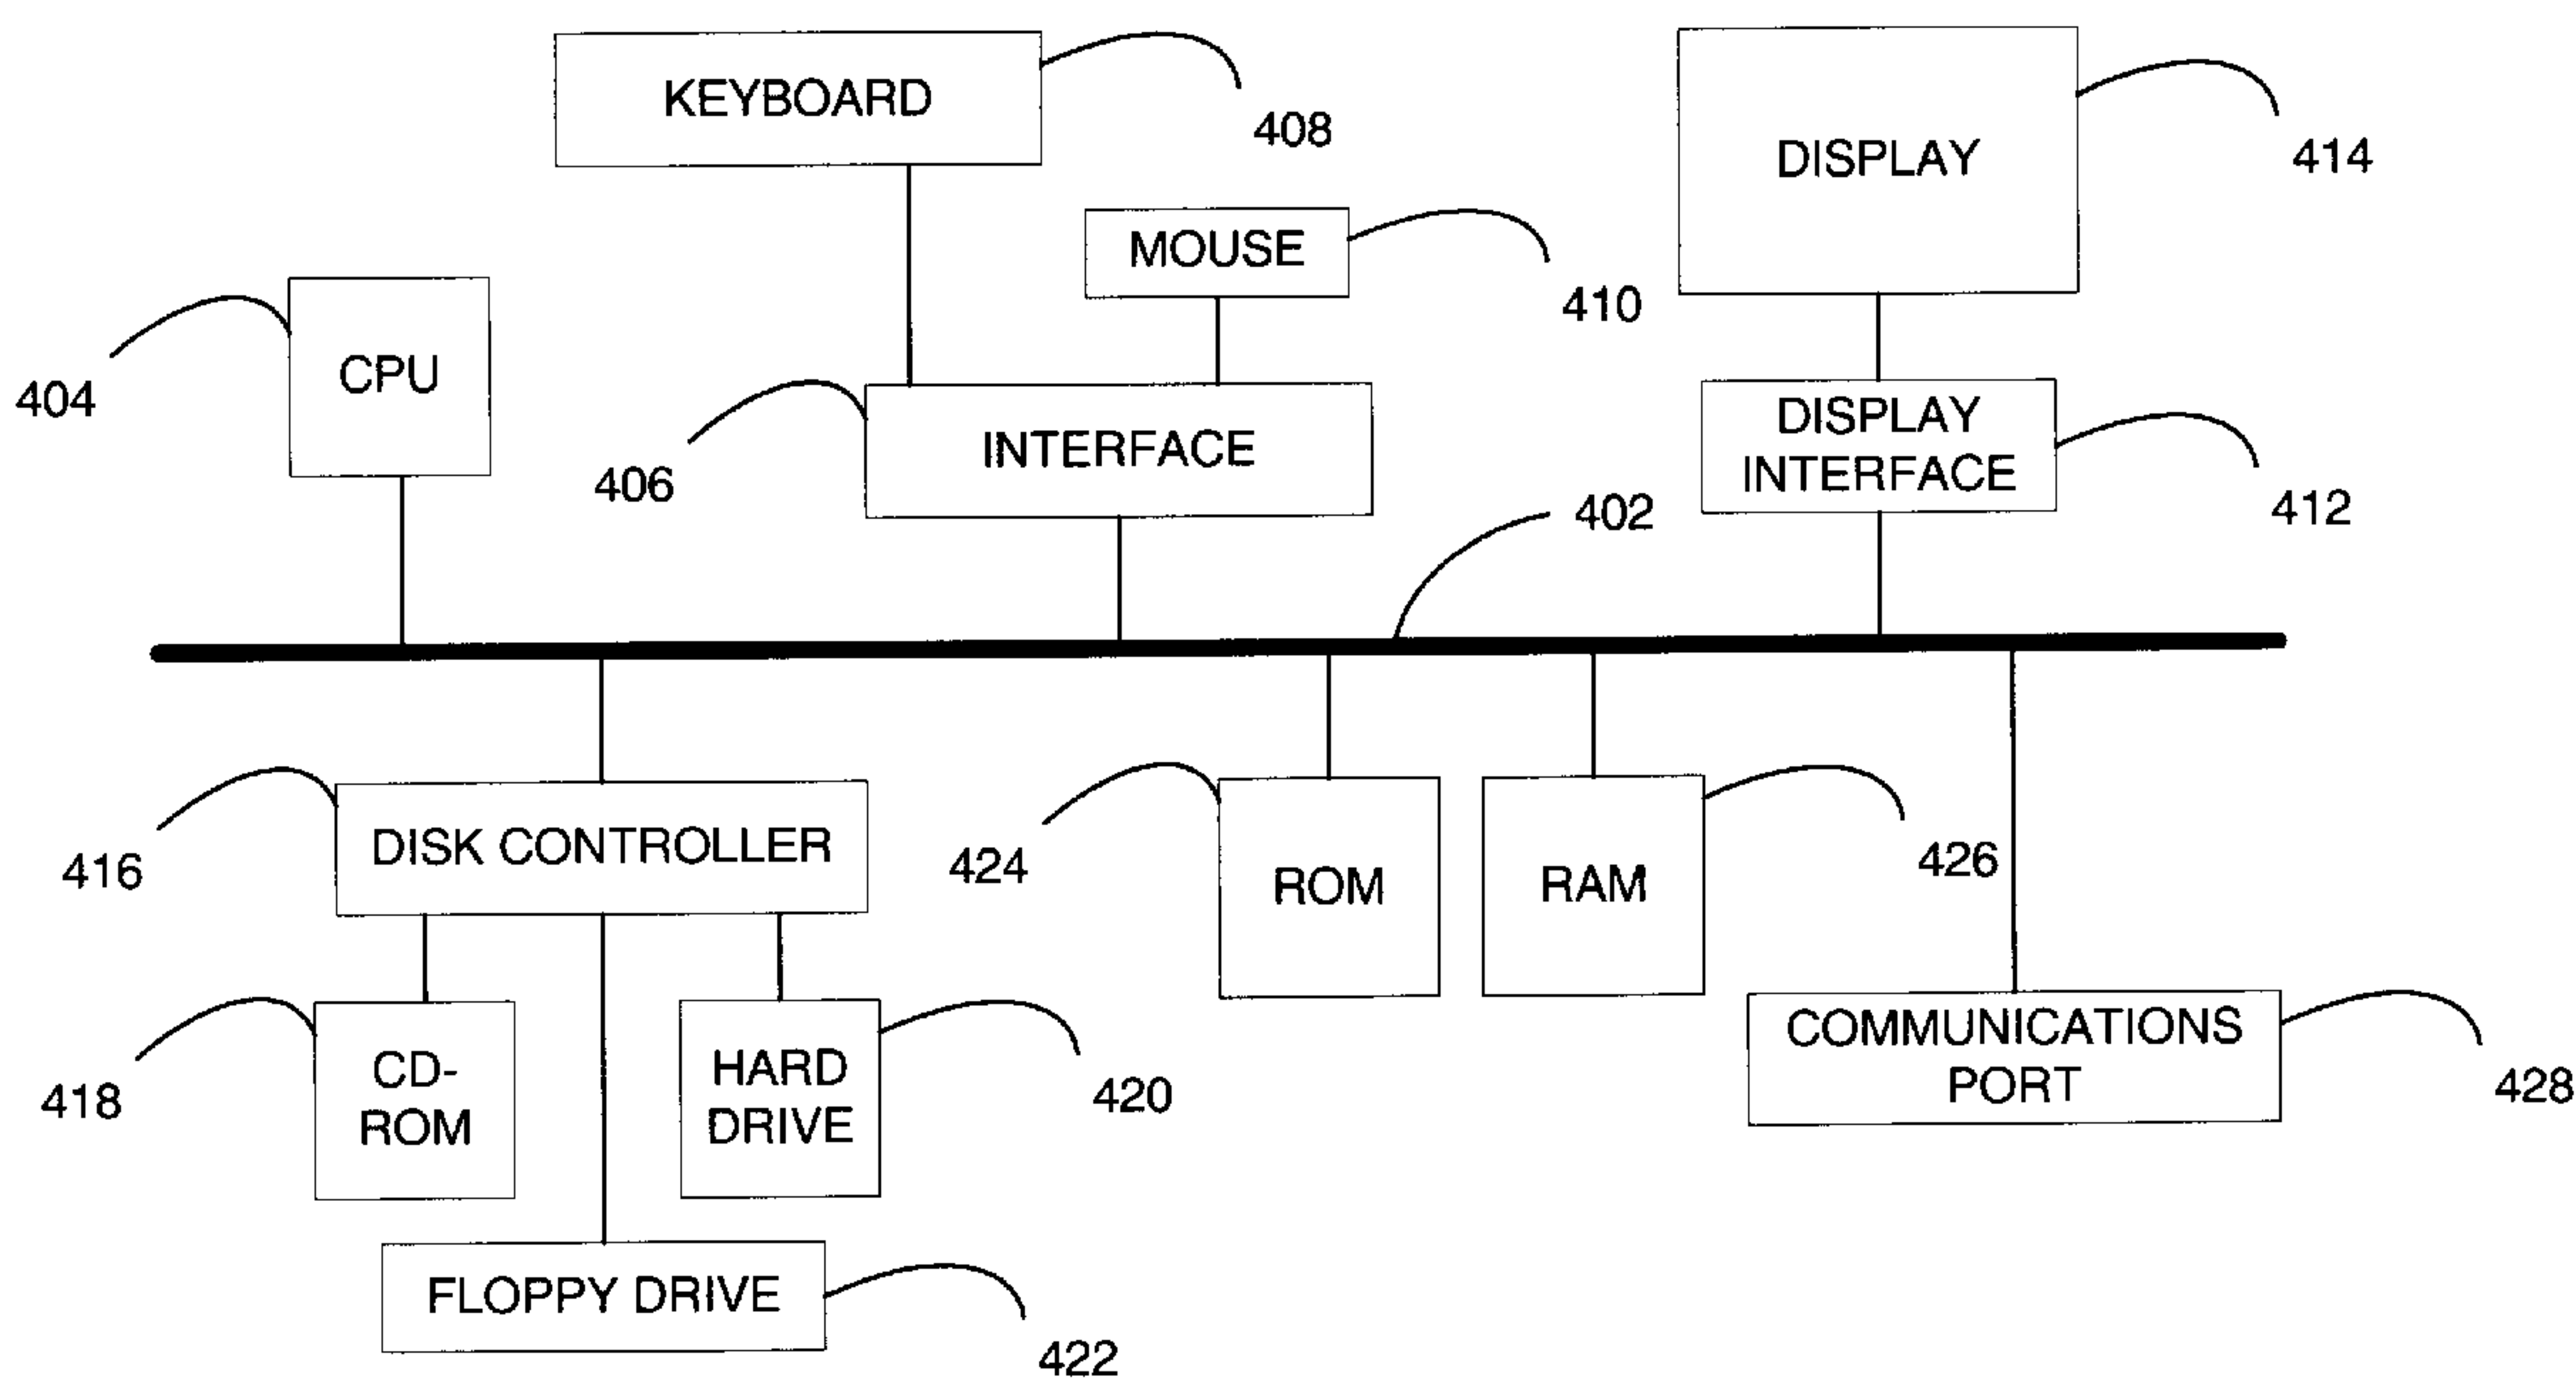 KEYBOARD
408
DISPLAY
414
MOUSE
410
CPU
404
INTERFACE
406
DISPLAY
INTERFACE
412
402
DISK CONTROLLER
416
ROM
424
RAM
426
CD-
ROM
418
HARD
DRIVE
420
COMMUNICATIONS
PORT
428
FLOPPY DRIVE
422